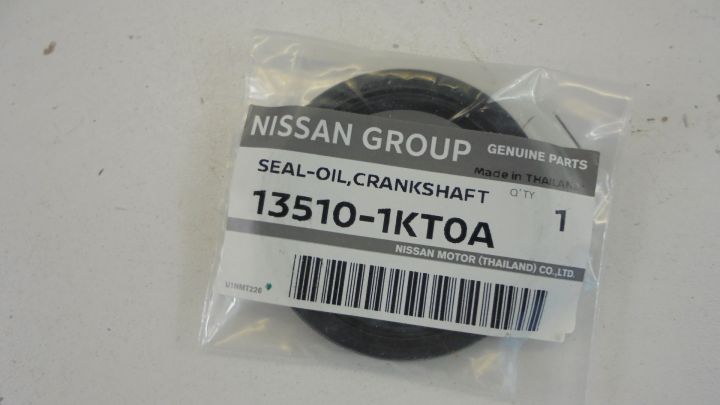 NISSAN GROUP GENUINE PARTS
Made in THAILAND
SEAL-OIL,CRANKSHAFT Q'TY
13510-1KT0A 1
NISSAN MOTOR (THAILAND) CO.,LTD.
U1NMT226